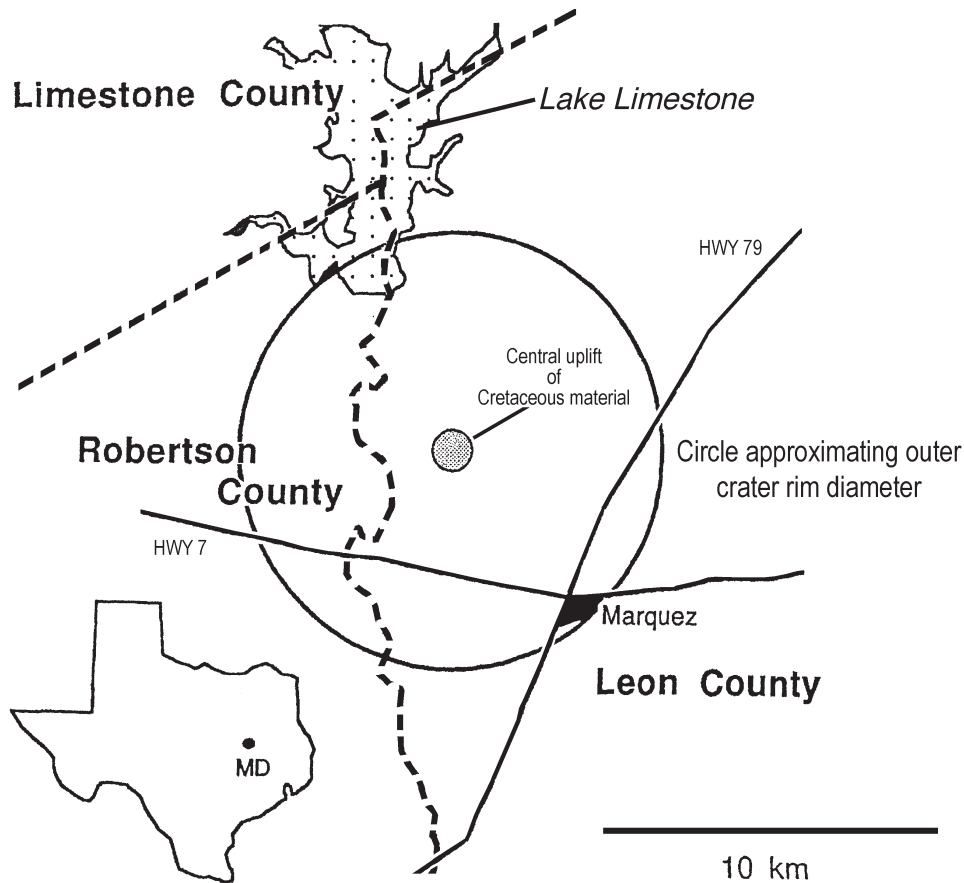 Limestone County
Lake Limestone
HWY 79
Central uplift
of
Cretaceous material
Robertson
County
Circle approximating outer
crater rim diameter
HWY 7
Marquez
Leon County
MD
10 km